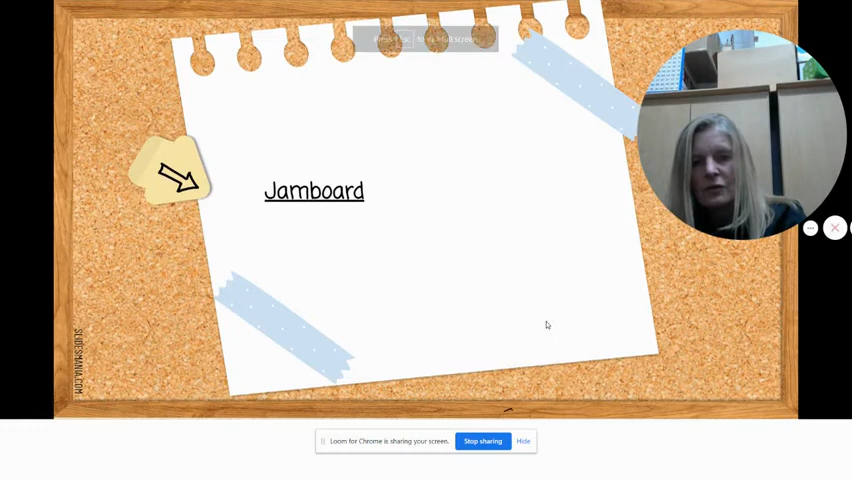 Jamboard
SLIDESMANIA.COM
Loom for Chrome is sharing your screen.
Stop sharing
Hide